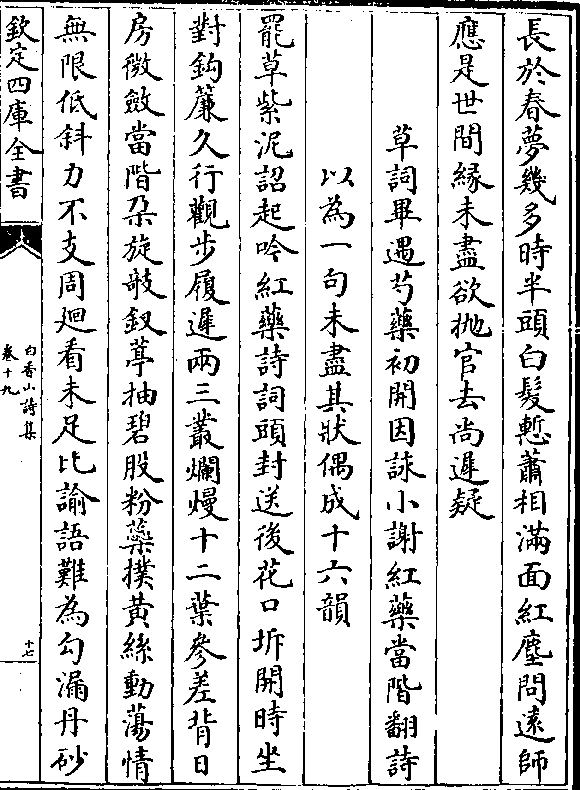 長於春夢幾多時半頭白髮慙蕭相滿面紅塵問遠師
應是世間緣未盡欲抛官去尚遲疑
草詞畢遇芍藥初開因詠小謝紅藥當階翻詩
以為一句未盡其狀偶成十六韻
罷草紫泥詔起吟紅藥詩詞頭封送後花口坼開時坐
對鈎簾久行觀步履遲兩三叢爛熳十二葉參差背日
房微斂當階朶旋欹釵葶抽碧股粉蘂撲黃絲動蕩情
無限低斜力不支周廻看未足比諭語難為勾漏丹砂
欽定四庫全書
白香山詩集
卷十九
十七